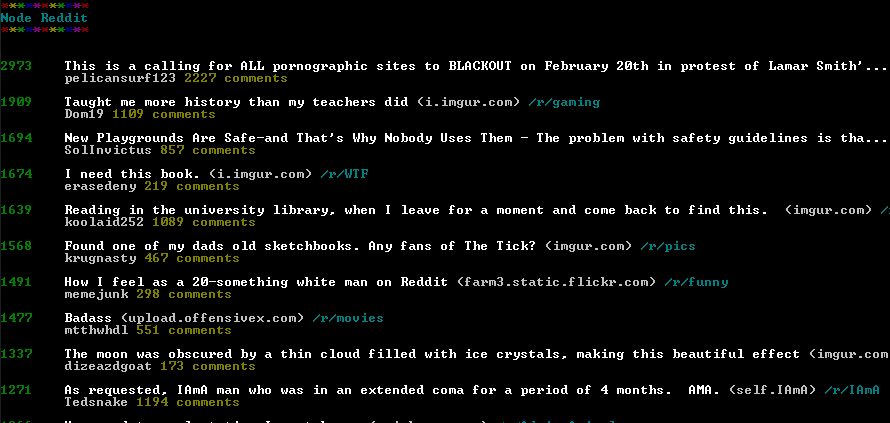 **********
Node Reddit
**********
2973 This is a calling for ALL pornographic sites to BLACKOUT on February 20th in protest of Lamar Smith'...
pelicansurf123 2227 comments
1909 Taught me more history than my teachers did (i.imgur.com) /r/gaming
Dom19 1109 comments
1694 New Playgrounds Are Safe—and That's Why Nobody Uses Them - The problem with safety guidelines is tha...
SolInvictus 857 comments
1674 I need this book. (i.imgur.com) /r/WTF
erasedeny 219 comments
1639 Reading in the university library, when I leave for a moment and come back to find this. (imgur.com)
koolaid252 1089 comments
1568 Found one of my dads old sketchbooks. Any fans of The Tick? (imgur.com) /r/pics
krugnasty 467 comments
1491 How I feel as a 20-something white man on Reddit (farm3.static.flickr.com) /r/funny
memejunk 298 comments
1477 Badass (upload.offensivex.com) /r/movies
mtthwhdl 551 comments
1337 The moon was obscured by a thin cloud filled with ice crystals, making this beautiful effect (imgur.com
dizeazdgoat 173 comments
1271 As requested, IAmA man who was in an extended coma for a period of 4 months. AMA. (self.IAmA) /r/IAmA
Tedsnake 1194 comments